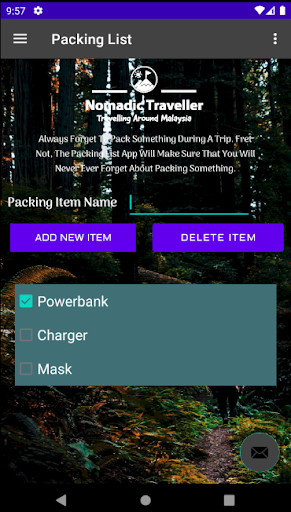 9:57
Packing List
Nomadic Traveller
Travelling Around Malaysia
Always Forget To Pack Something During A Trip, Fret
Not, The Packing List App Will Make Sure That You Will
Never Ever Forget About Packing Something.
Packing Item Name
ADD NEW ITEM DELETE ITEM
Powerbank
Charger
Mask